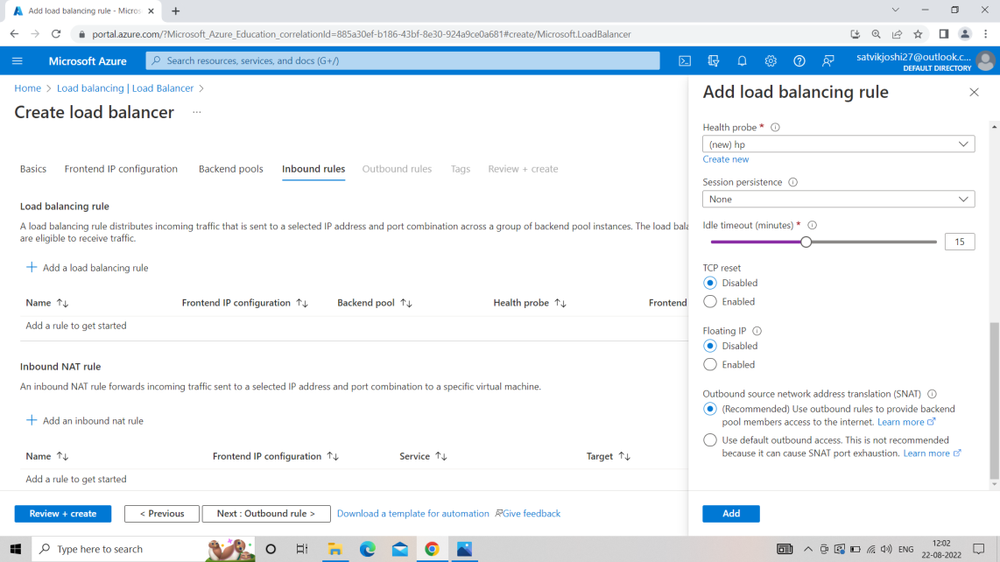 Add load balancing rule - Micros
portal.azure.com/?Microsoft_Azure_Education_correlationId=885a30ef-b186-43bf-8e30-924a9ce0a681#create/Microsoft.LoadBalancer
Microsoft Azure
Search resources, services, and docs (G+/)
satvikjoshi27@outlook.c...
DEFAULT DIRECTORY
Home > Load balancing | Load Balancer >
Create load balancer ...
Basics Frontend IP configuration Backend pools Inbound rules Outbound rules Tags Review + create
Load balancing rule
A load balancing rule distributes incoming traffic that is sent to a selected IP address and port combination across a group of backend pool instances. The load bala
are eligible to receive traffic.
Add a load balancing rule
Name Frontend IP configuration Backend pool Health probe Frontend
Add a rule to get started
Inbound NAT rule
An inbound NAT rule forwards incoming traffic sent to a selected IP address and port combination to a specific virtual machine.
Add an inbound nat rule
Name Frontend IP configuration Service Target
Add a rule to get started
Review + create < Previous Next : Outbound rule > Download a template for automation Give feedback
Add load balancing rule
Health probe *
(new) hp
Create new
Session persistence
None
Idle timeout (minutes) *
15
TCP reset
Disabled
Enabled
Floating IP
Disabled
Enabled
Outbound source network address translation (SNAT)
(Recommended) Use outbound rules to provide backend
pool members access to the internet. Learn more
Use default outbound access. This is not recommended
because it can cause SNAT port exhaustion. Learn more
Add
Type here to search
ENG
12:02
22-08-2022